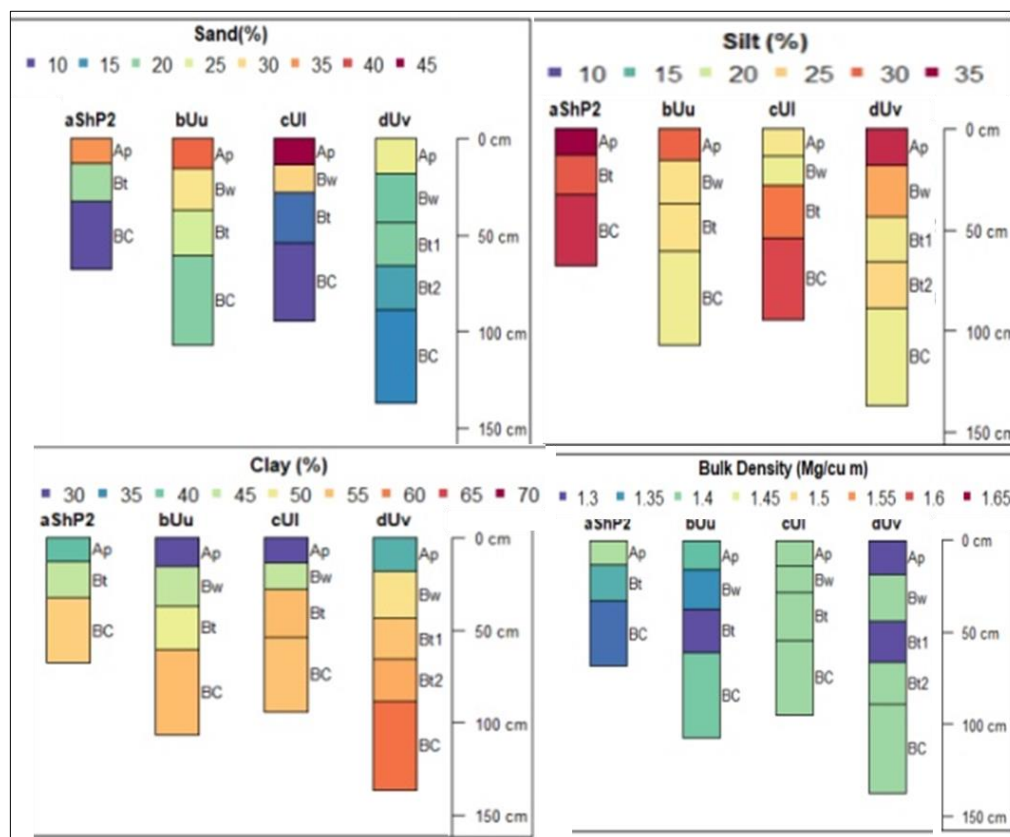 Sand(%)
10 15 20 25 30 35 40 45
aShP2 bUu cUl dUv
Ap Bt BC
Ap Bw Bt BC
Ap Bw Bt BC
Ap Bw Bt1 Bt2 BC
0 cm
50 cm
100 cm
150 cm
Silt (%)
10 15 20 25 30 35
aShP2 bUu cUl dUv
Ap Bt BC
Ap Bw Bt BC
Ap Bw Bt BC
Ap Bw Bt1 Bt2 BC
0 cm
50 cm
100 cm
150 cm
Clay (%)
30 35 40 45 50 55 60 65 70
aShP2 bUu cUl dUv
Ap Bt BC
Ap Bw Bt BC
Ap Bw Bt BC
Ap Bw Bt1 Bt2 BC
0 cm
50 cm
100 cm
150 cm
Bulk Density (Mg/cu m)
1.3 1.35 1.4 1.45 1.5 1.55 1.6 1.65
aShP2 bUu cUl dUv
Ap Bt BC
Ap Bw Bt BC
Ap Bw Bt BC
Ap Bw Bt1 Bt2 BC
0 cm
50 cm
100 cm
150 cm